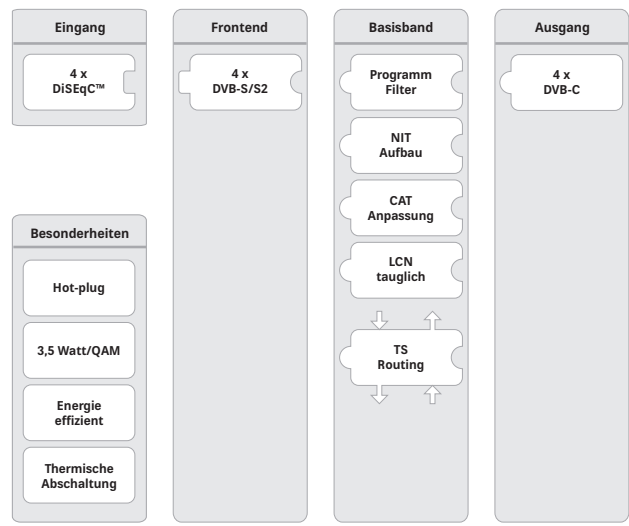 Eingang
4 x
DiSEqC™
Frontend
4 x
DVB-S/S2
Basisband
Programm
Filter
NIT
Aufbau
CAT
Anpassung
LCN
tauglich
TS
Routing
Ausgang
4 x
DVB-C
Besonderheiten
Hot-plug
3,5 Watt/QAM
Energie
effizient
Thermische
Abschaltung